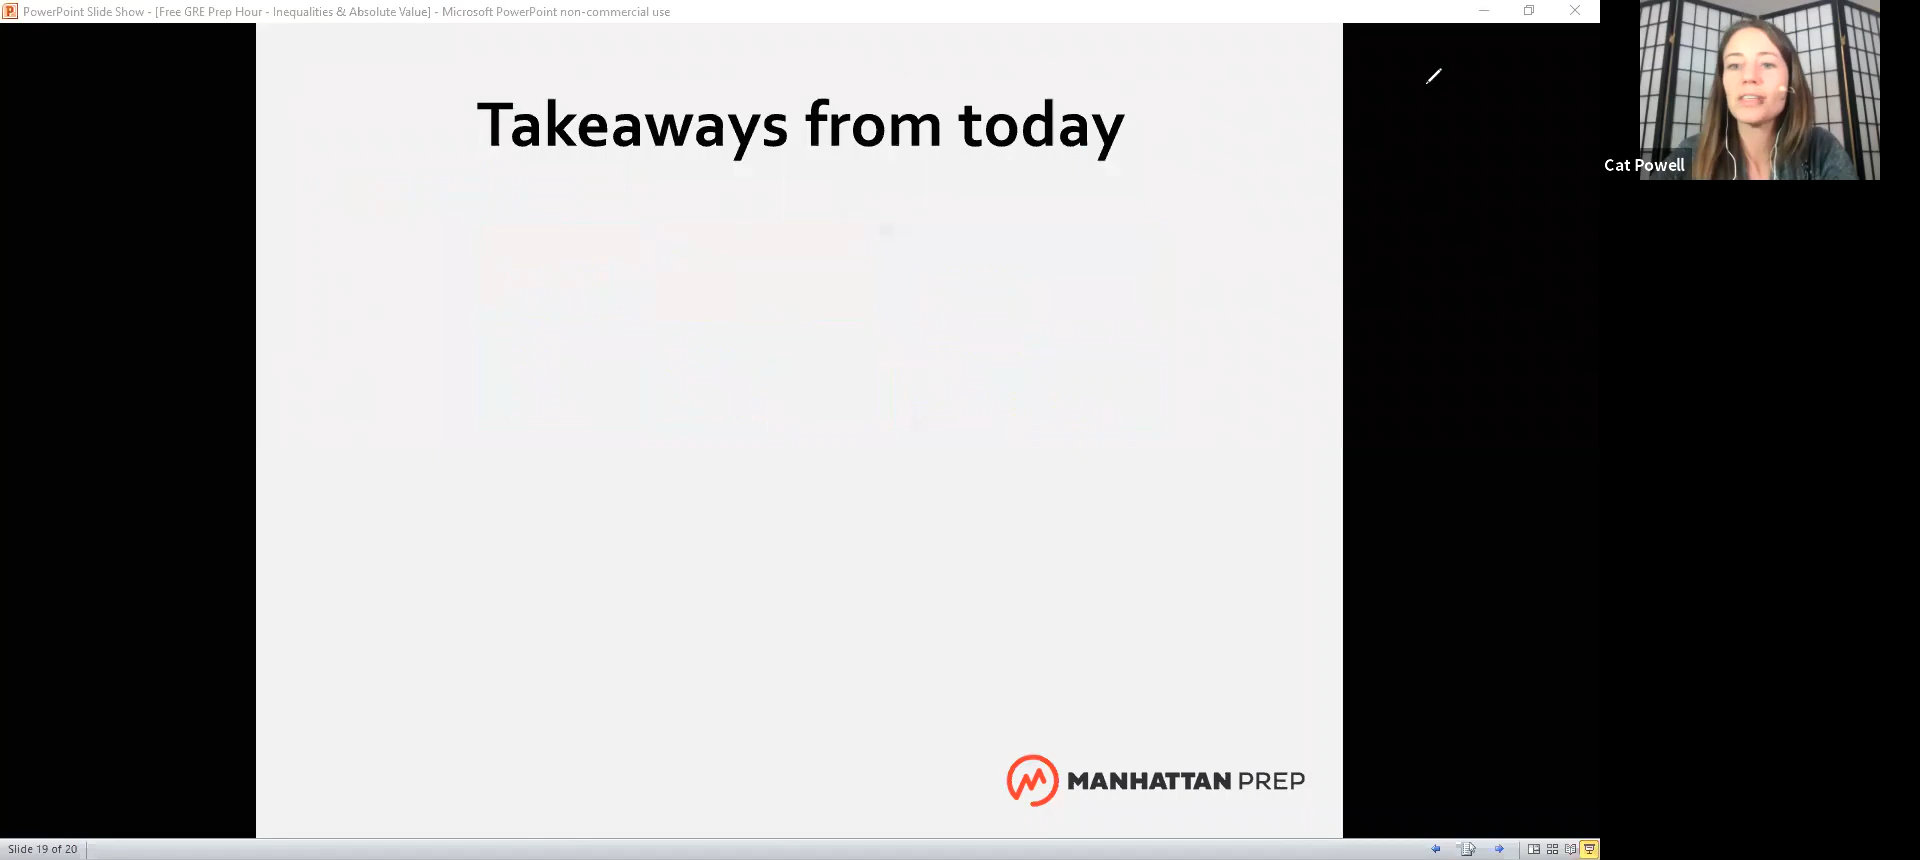 PowerPoint Slide Show - [Free GRE Prep Hour - Inequalities & Absolute Value] - Microsoft PowerPoint non-commercial use
Takeaways from today
Cat Powell
MANHATTAN PREP
Slide 19 of 20